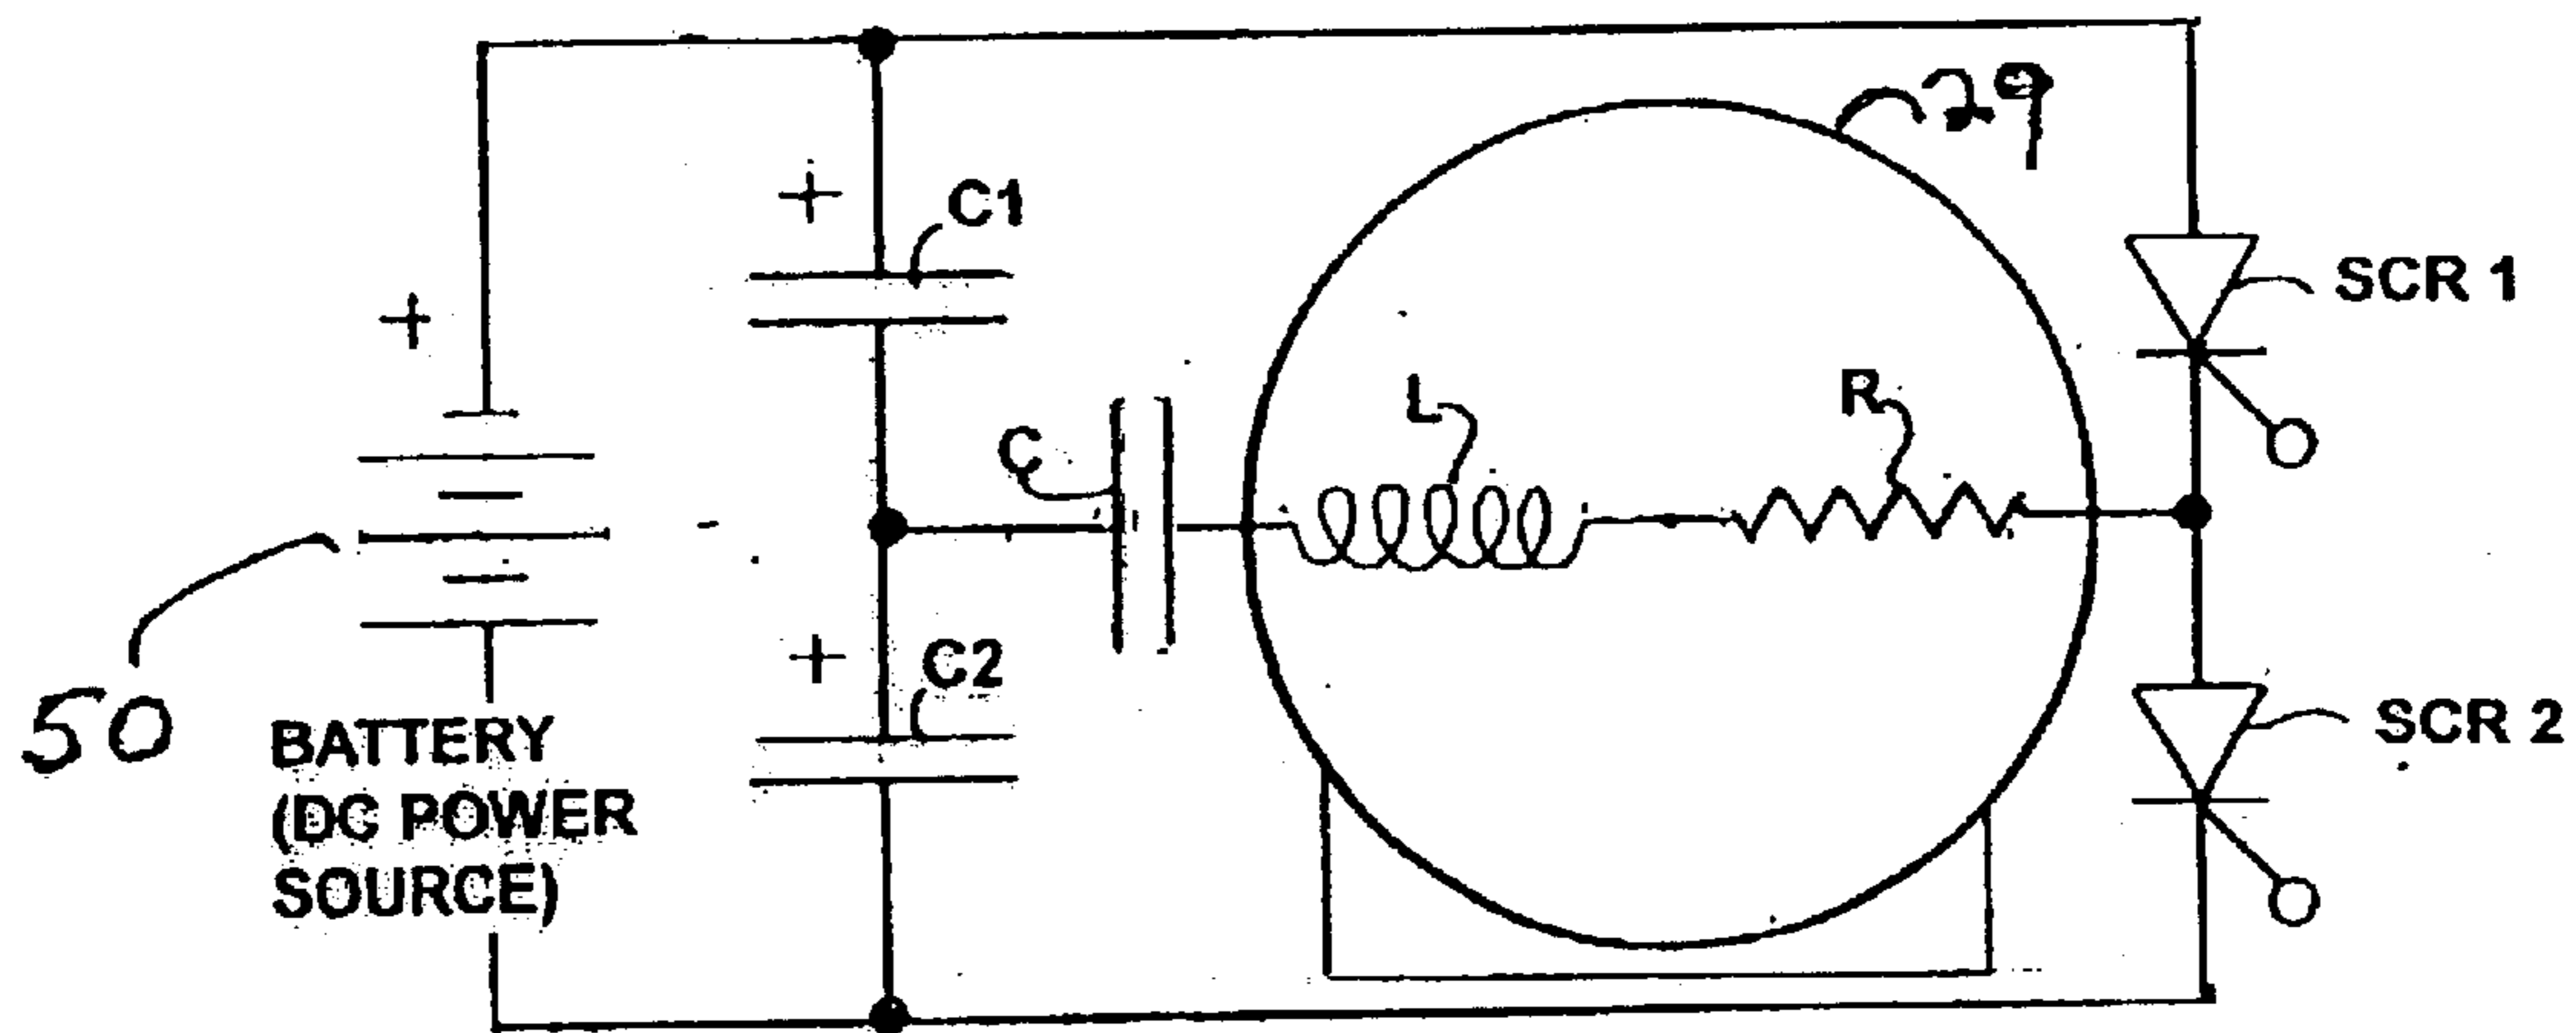 29
+
C1
SCR 1
+
L
R
C
+
C2
50
BATTERY
(DC POWER
SOURCE)
SCR 2